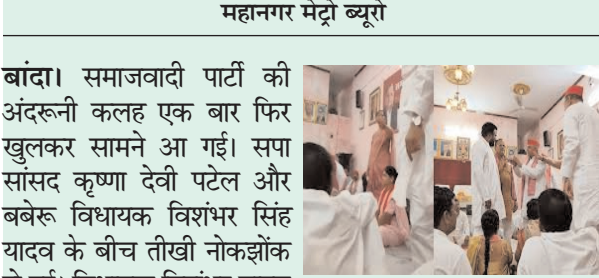 महानगर मेट्रो ब्यूरो
बांदा। समाजवादी पार्टी की
अंदरूनी कलह एक बार फिर
खुलकर सामने आ गई। सपा
सांसद कृष्णा देवी पटेल और
बबेरू विधायक विशंभर सिंह
यादव के बीच तीखी नोकझोंक